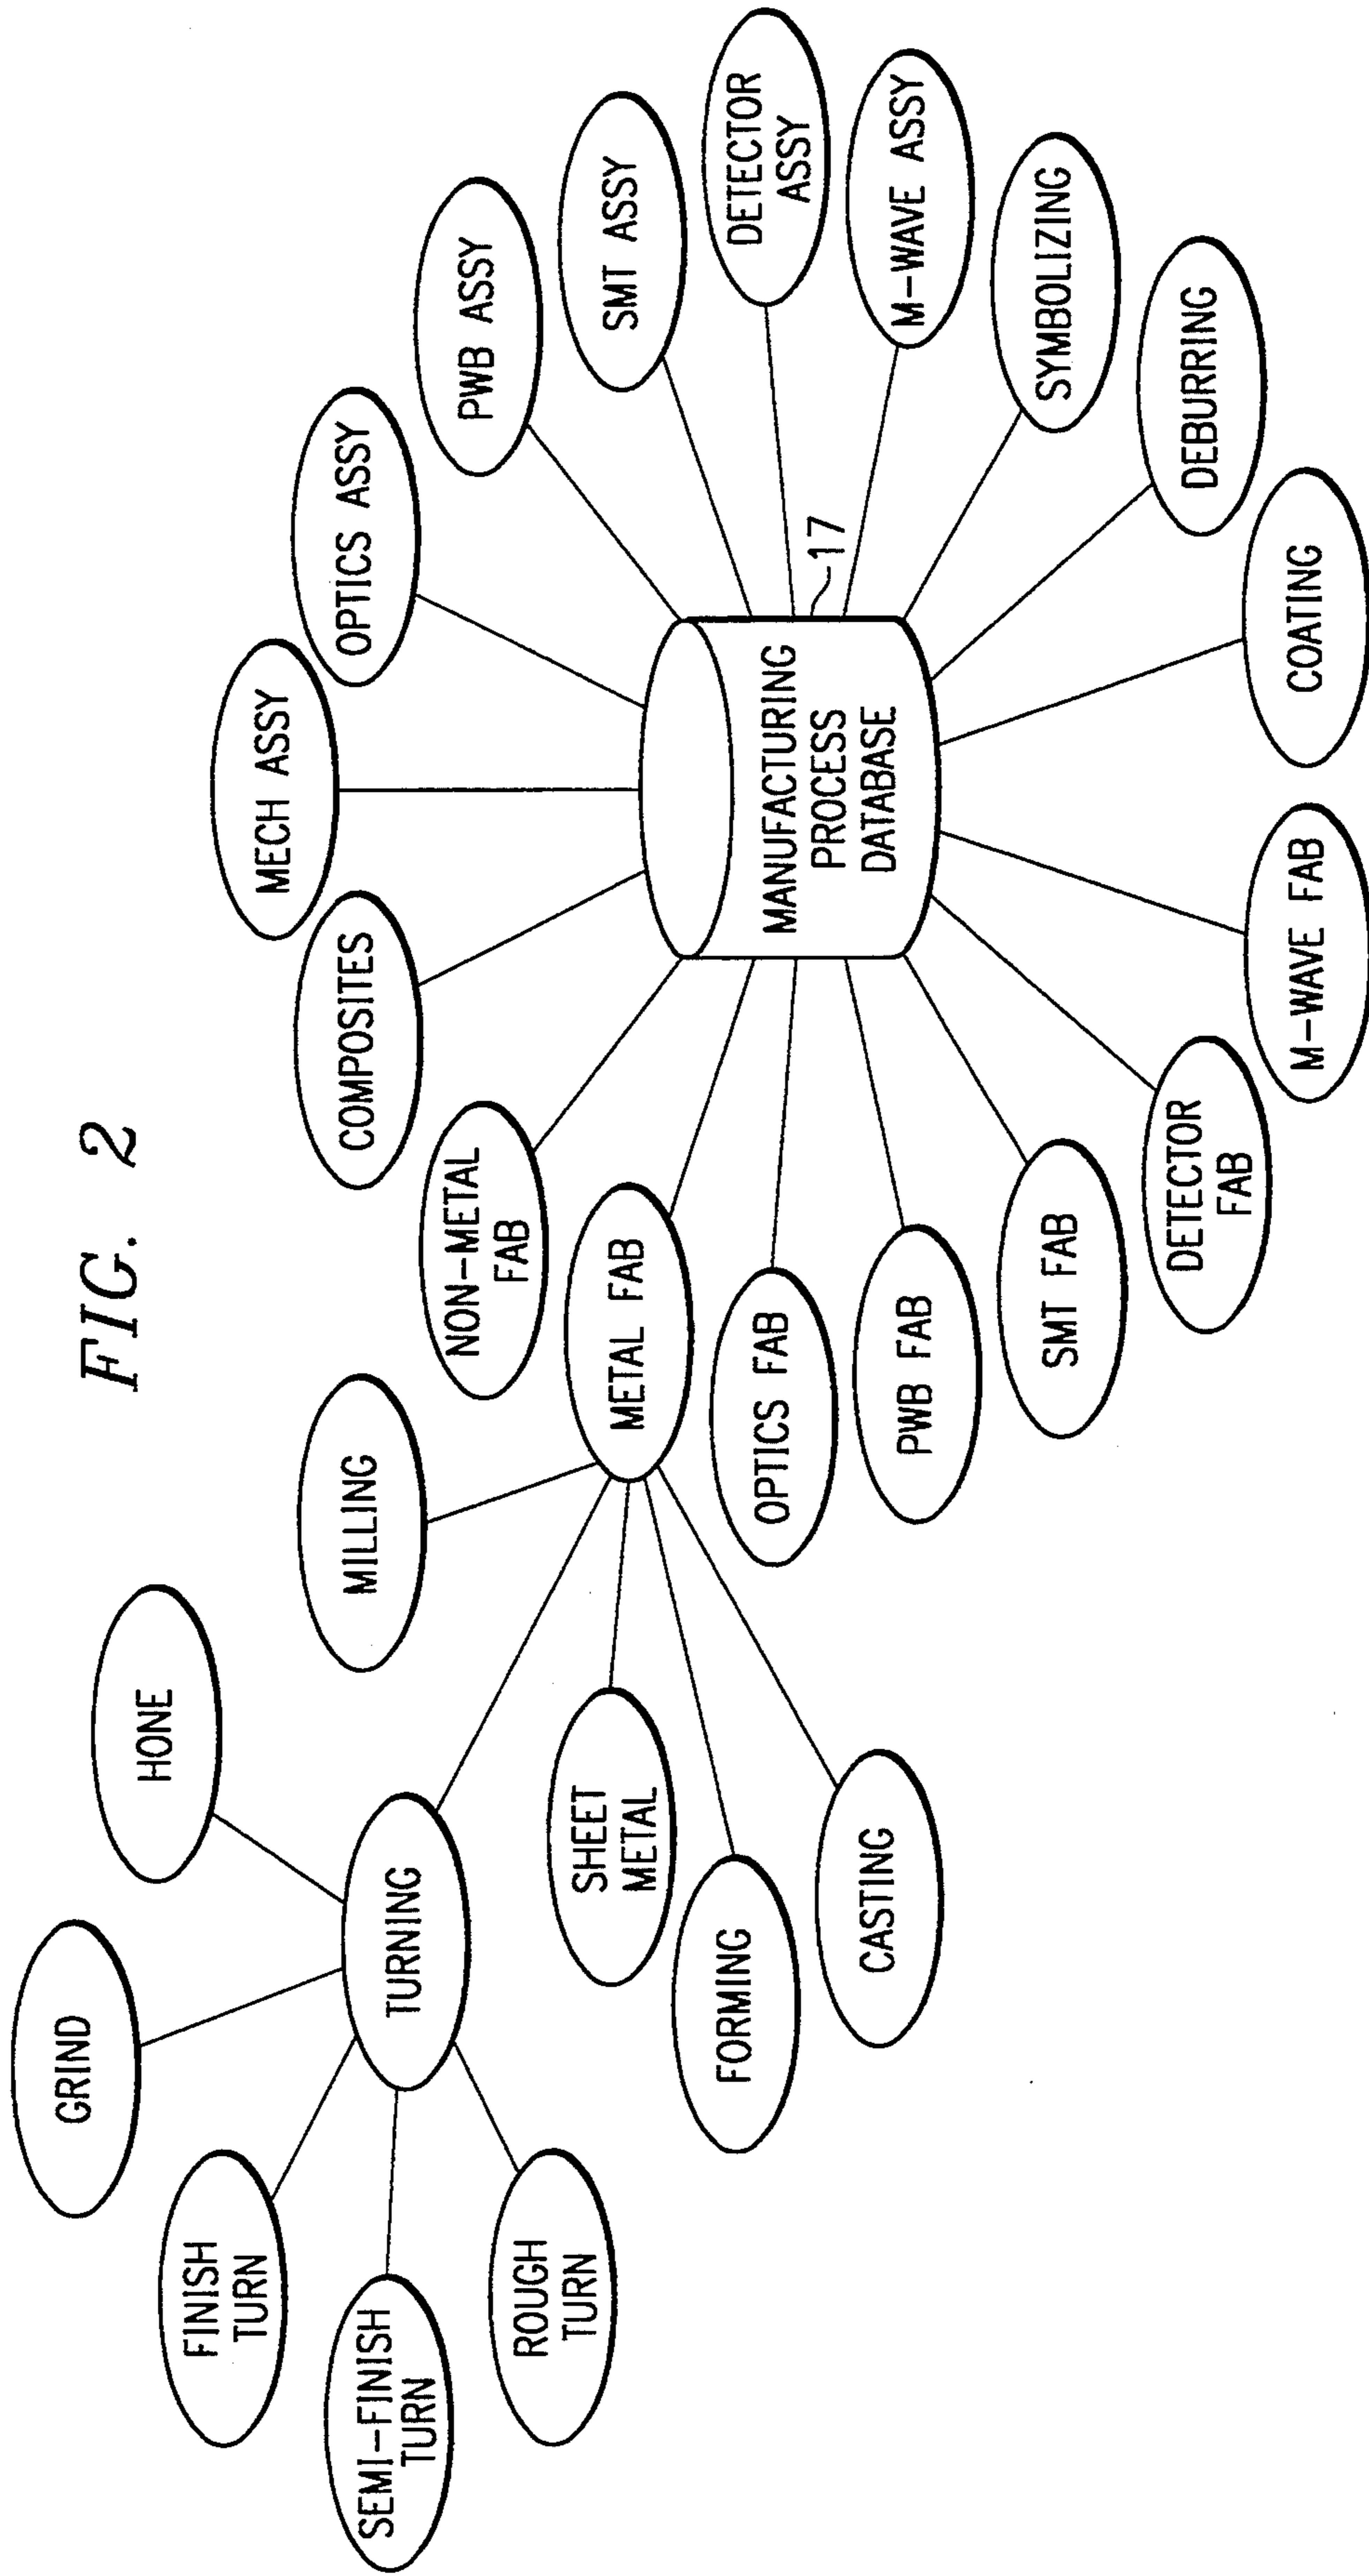 FIG. 2
GRIND
HONE
FINISH
TURN
SEMI-FINISH
TURN
ROUGH
TURN
TURNING
MILLING
SHEET
METAL
FORMING
CASTING
METAL FAB
NON-METAL
FAB
COMPOSITES
MECH ASSY
OPTICS ASSY
PWB ASSY
SMT ASSY
DETECTOR
ASSY
M-WAVE ASSY
SYMBOLIZING
DEBURRING
COATING
M-WAVE FAB
DETECTOR
FAB
SMT FAB
PWB FAB
OPTICS FAB
MANUFACTURING
PROCESS
DATABASE
17